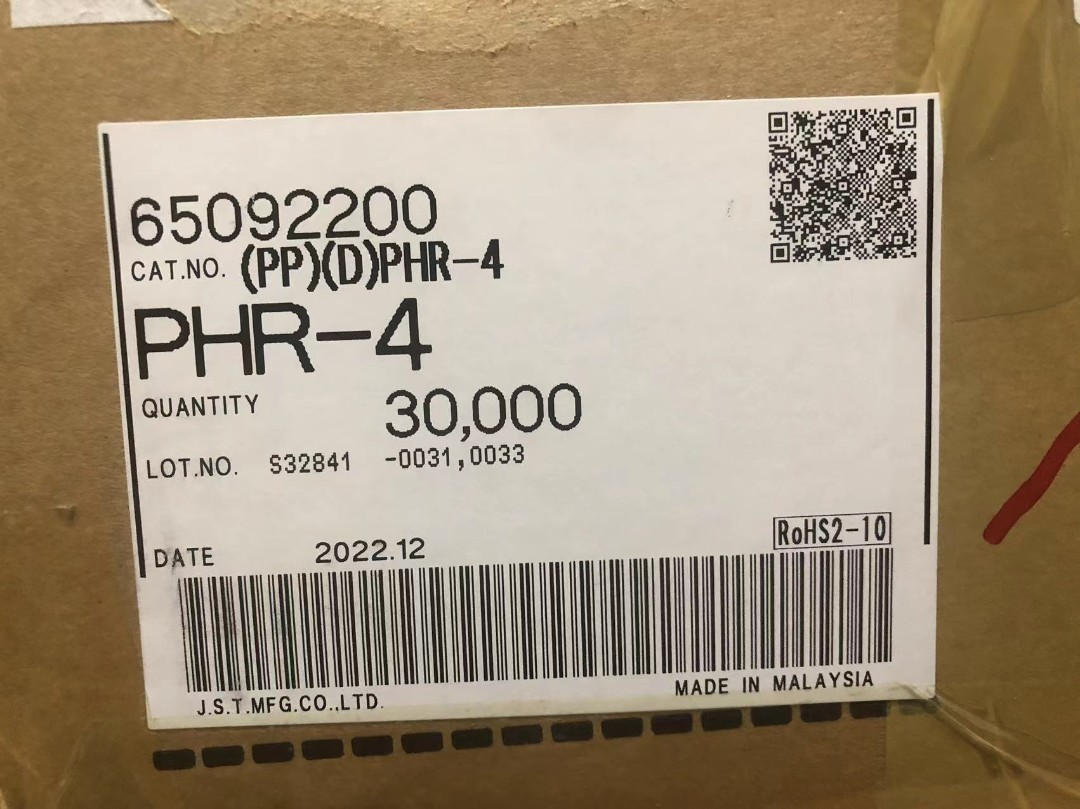 65092200
CAT.NO. (PP)(D)PHR-4
PHR-4
QUANTITY 30,000
LOT.NO. S32841 -0031,0033
DATE 2022.12
RoHS2-10
J.S.T.MFG.CO.,LTD.
MADE IN MALAYSIA